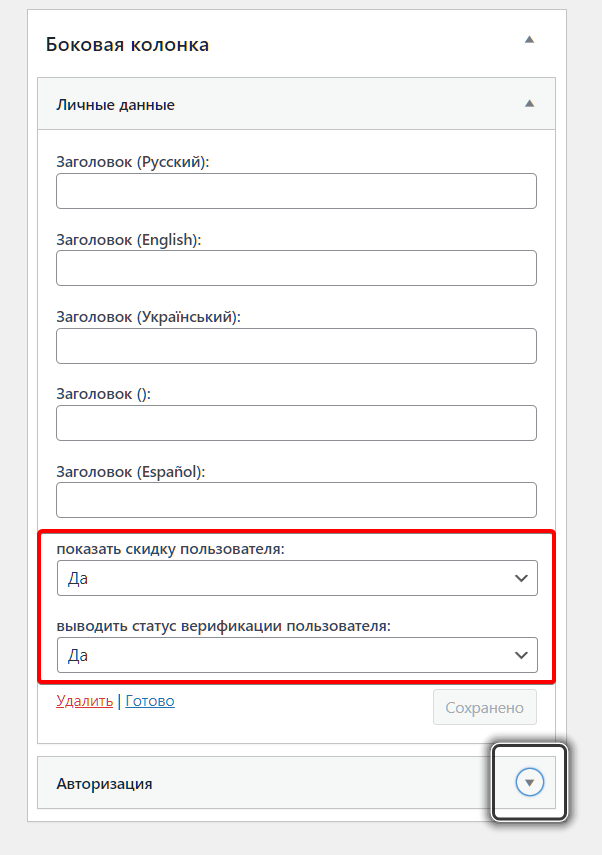 Боковая колонка
Личные данные
Заголовок (Русский):
Заголовок (English):
Заголовок (Український):
Заголовок ():
Заголовок (Español):
показать скидку пользователя:
Да
выводить статус верификации пользователя:
Да
Удалить | Готово
Сохранено
Авторизация